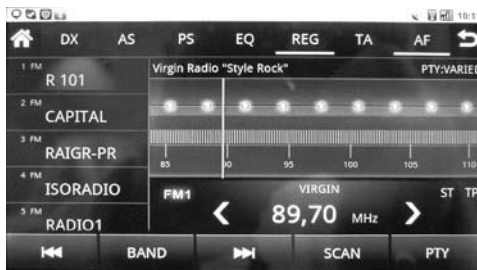 10:1
DX AS PS EQ REG TA AF
1 FM R 101
2 FM CAPITAL
3 FM RAIGR-PR
4 FM ISORADIO
5 FM RADIO1
Virgin Radio "Style Rock" PTY:VARIED
85 90 95 100 105 110
FM1 VIRGIN ST TP
89,70 MHz
BAND SCAN PTY